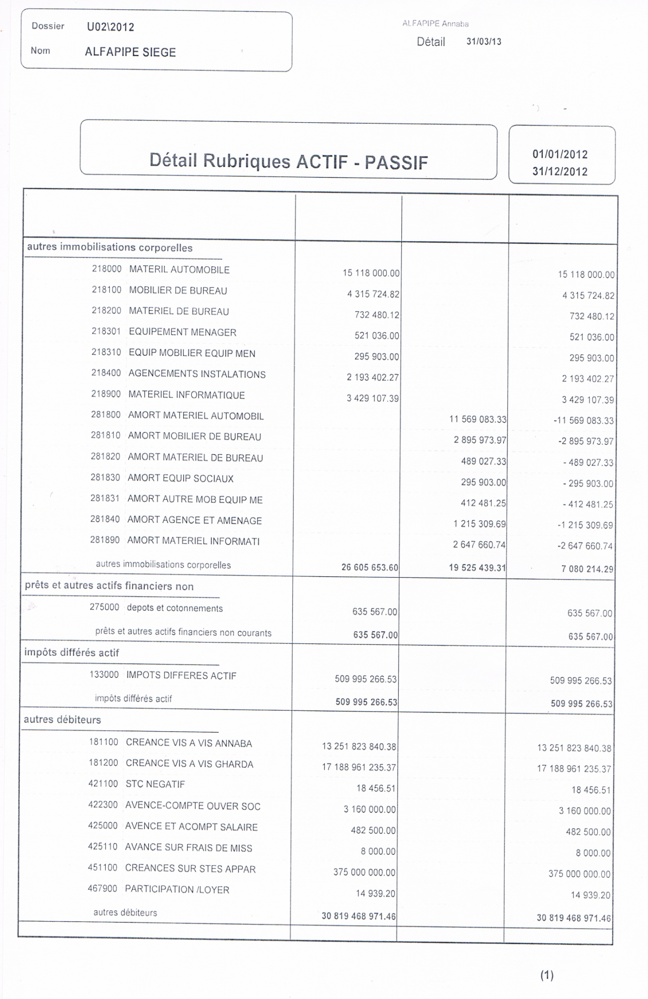 Dossier U02\2012
Nom ALFAPIPE SIEGE
ALFAPIPE Annaba
Détail 31/03/13
Détail Rubriques ACTIF - PASSIF
01/01/2012
31/12/2012
autres immobilisations corporelles
218000 MATERIL AUTOMOBILE 15 118 000.00 15 118 000.00
218100 MOBILIER DE BUREAU 4 315 724.82 4 315 724.82
218200 MATERIEL DE BUREAU 732 480.12 732 480.12
218301 EQUIPEMENT MENAGER 521 036.00 521 036.00
218310 EQUIP MOBILIER EQUIP MEN 295 903.00 295 903.00
218400 AGENCEMENTS INSTALATIONS 2 193 402.27 2 193 402.27
218900 MATERIEL INFORMATIQUE 3 429 107.39 3 429 107.39
281800 AMORT MATERIEL AUTOMOBIL 11 569 083.33 -11 569 083.33
281810 AMORT MOBILIER DE BUREAU 2 895 973.97 -2 895 973.97
281820 AMORT MATERIEL DE BUREAU 489 027.33 - 489 027.33
281830 AMORT EQUIP SOCIAUX 295 903.00 - 295 903.00
281831 AMORT AUTRE MOB EQUIP ME 412 481.25 - 412 481.25
281840 AMORT AGENCE ET AMENAGE 1 215 309.69 -1 215 309.69
281890 AMORT MATERIEL INFORMATI 2 647 660.74 -2 647 660.74
autres immobilisations corporelles 26 605 653.60 19 525 439.31 7 080 214.29
prêts et autres actifs financiers non
275000 depots et cotonnements 635 567.00 635 567.00
prêts et autres actifs financiers non courants 635 567.00 635 567.00
impôts différés actif
133000 IMPOTS DIFFERES ACTIF 509 995 266.53 509 995 266.53
impôts différés actif 509 995 266.53 509 995 266.53
autres débiteurs
181100 CREANCE VIS A VIS ANNABA 13 251 823 840.38 13 251 823 840.38
181200 CREANCE VIS A VIS GHARDA 17 188 961 235.37 17 188 961 235.37
421100 STC NEGATIF 18 456.51 18 456.51
422300 AVENCE-COMPTE OUVER SOC 3 160 000.00 3 160 000.00
425000 AVENCE ET ACOMPT SALAIRE 482 500.00 482 500.00
425110 AVANCE SUR FRAIS DE MISS 8 000.00 8 000.00
451100 CREANCES SUR STES APPAR 375 000 000.00 375 000 000.00
467900 PARTICIPATION /LOYER 14 939.20 14 939.20
autres débiteurs 30 819 468 971.46 30 819 468 971.46
(1)